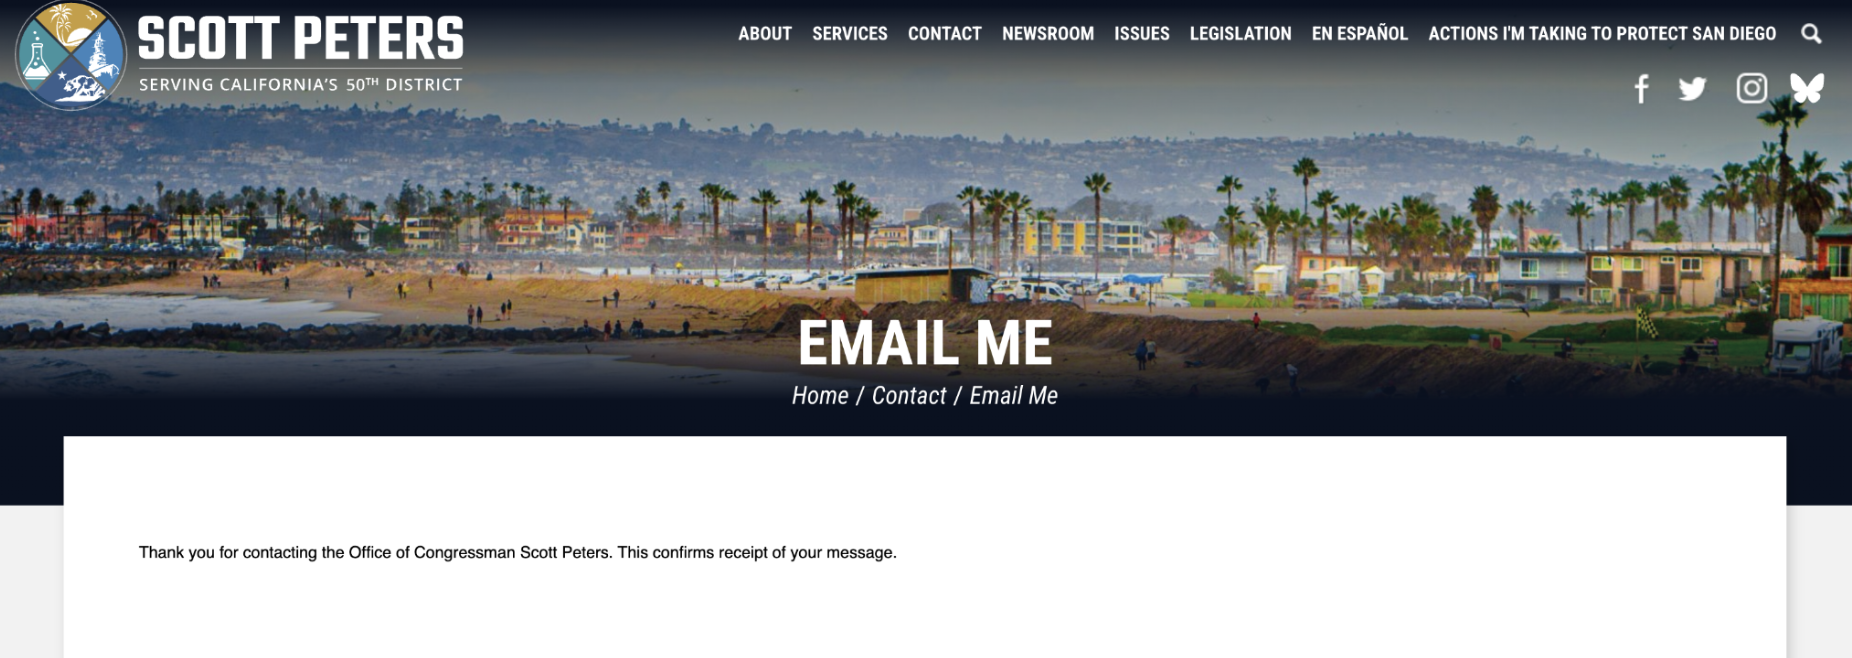 SCOTT PETERS
SERVING CALIFORNIA'S 50TH DISTRICT
ABOUT SERVICES CONTACT NEWSROOM ISSUES LEGISLATION EN ESPAÑOL ACTIONS I'M TAKING TO PROTECT SAN DIEGO
EMAIL ME
Home / Contact / Email Me
Thank you for contacting the Office of Congressman Scott Peters. This confirms receipt of your message.